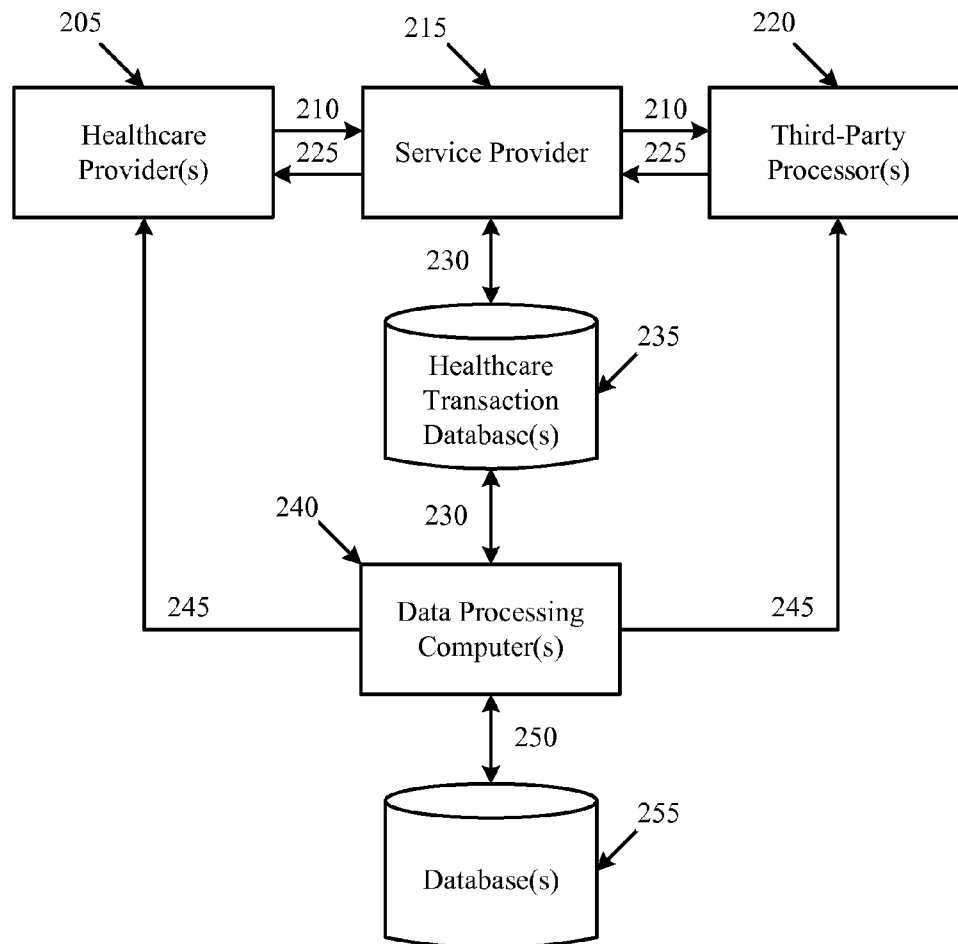 205
215
220
Healthcare
Provider(s)
210
225
Service Provider
210
225
Third-Party
Processor(s)
230
Healthcare
Transaction
Database(s)
235
230
240
245
Data Processing
Computer(s)
245
250
Database(s)
255